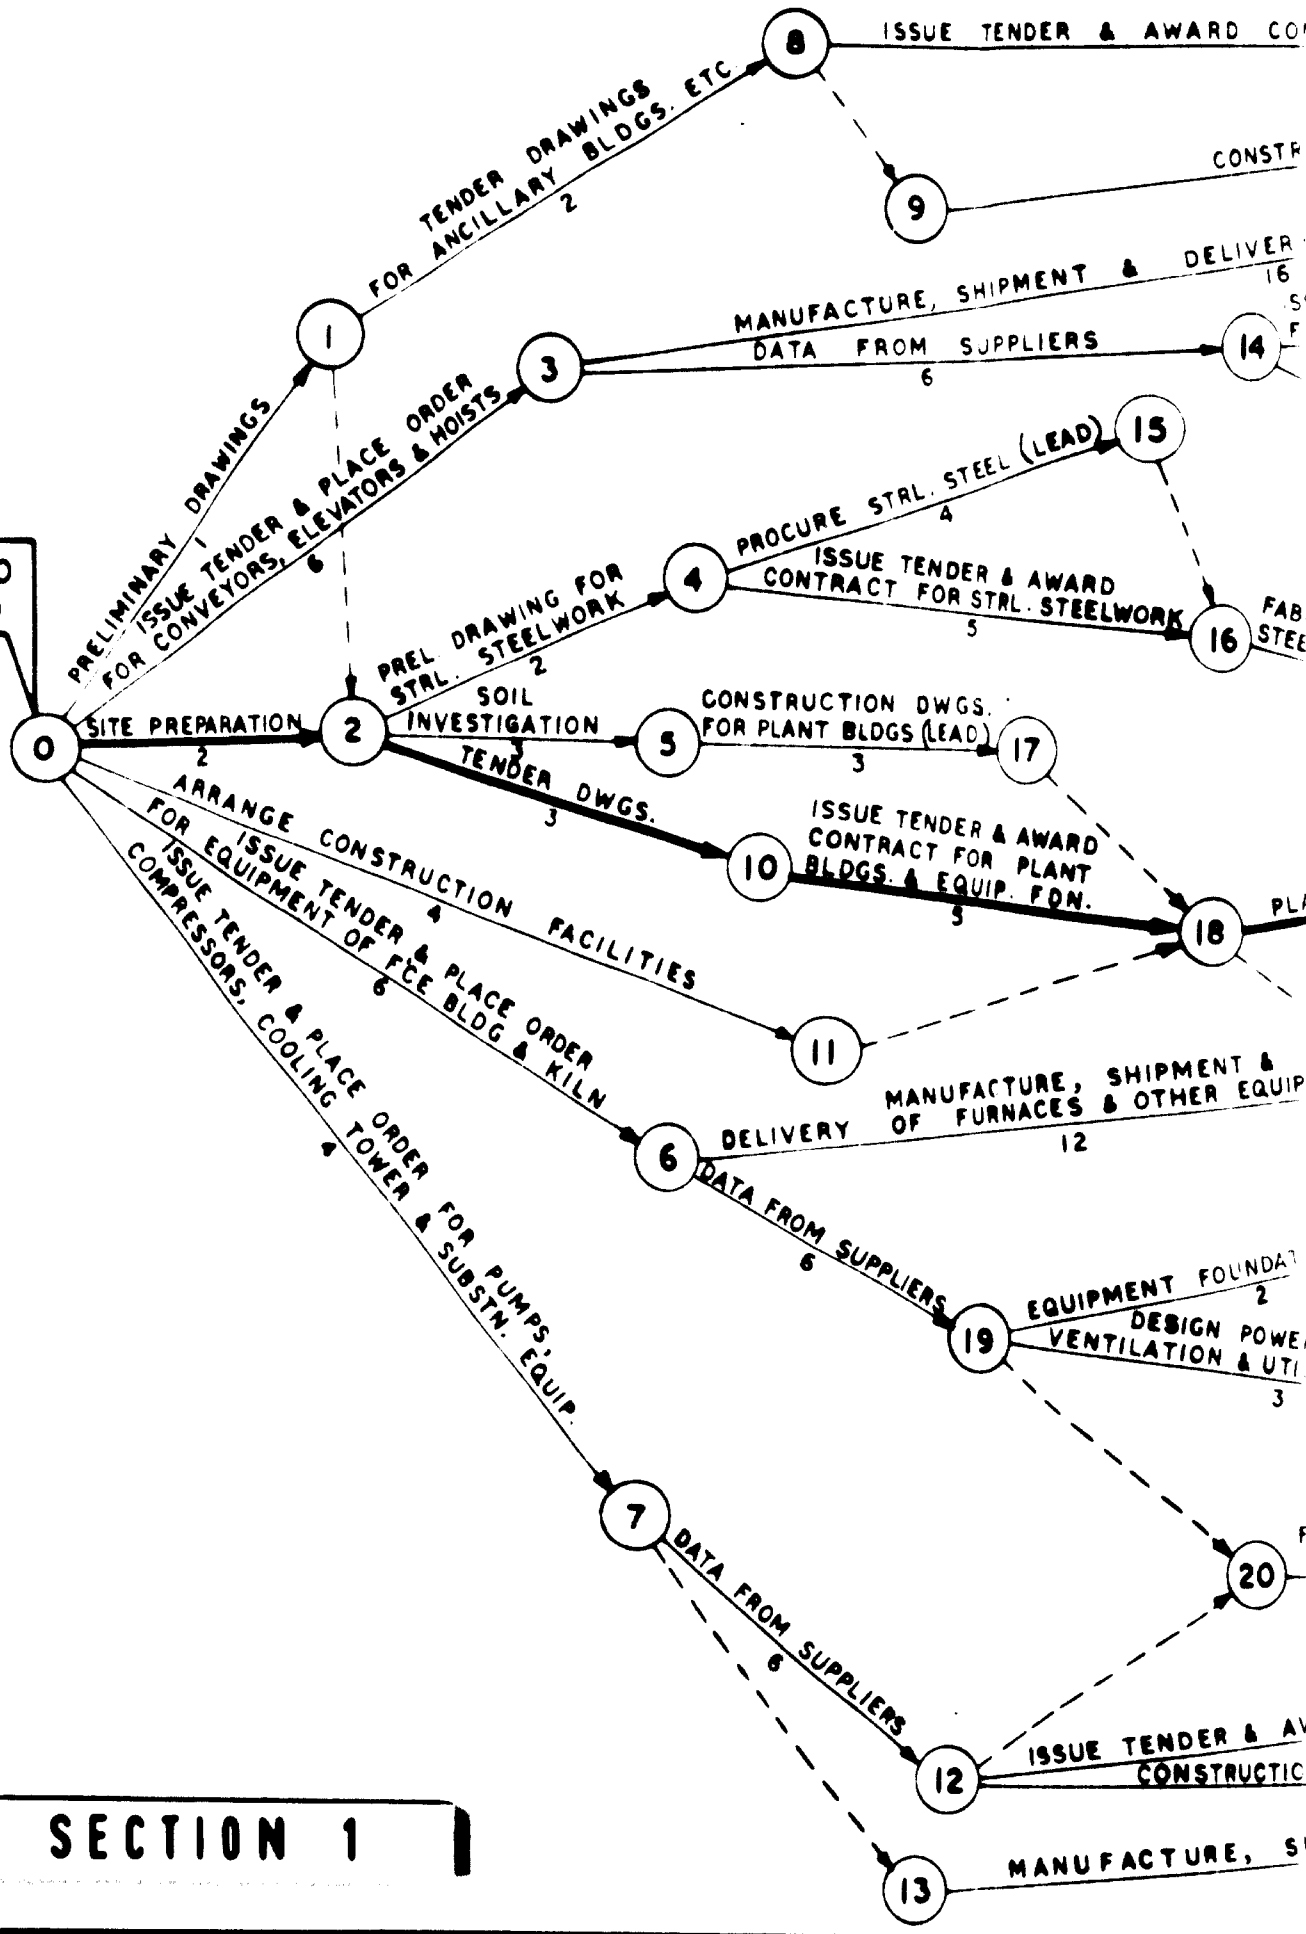 8
ISSUE TENDER & AWARD
TENDER DRAWINGS
FOR ANCILLARY BLDGS. ETC.
2
9
1
MANUFACTURE, SHIPMENT &
16
DATA FROM SUPPLIERS
6
14
3
PRELIMINARY DRAWINGS
1
ISSUE TENDER & PLACE ORDER
FOR CONVEYORS, ELEVATORS & HOISTS
6
15
PROCURE STRL. STEEL (LEAD)
4
4
ISSUE TENDER & AWARD
CONTRACT FOR STRL. STEELWORK
5
16
PREL. DRAWING FOR
STRL. STEELWORK
2
0
SITE PREPARATION
2
2
SOIL
INVESTIGATION
3
5
CONSTRUCTION DWGS.
FOR PLANT BLDGS (LEAD)
3
17
TENDER DWGS.
3
10
ISSUE TENDER & AWARD
CONTRACT FOR PLANT
BLDGS. & EQUIP. FDN.
5
18
ARRANGE CONSTRUCTION FACILITIES
4
11
ISSUE TENDER & PLACE ORDER
FOR EQUIPMENT OF FCE BLDG & KILN
6
6
MANUFACTURE, SHIPMENT &
DELIVERY OF FURNACES & OTHER EQUIP
12
DATA FROM SUPPLIERS
6
19
EQUIPMENT
2
DESIGN
VENTILATION &
3
ISSUE TENDER & PLACE ORDER FOR PUMPS,
COMPRESSORS, COOLING TOWER & SUBSTN. EQUIP.
4
7
20
DATA FROM SUPPLIERS
6
12
ISSUE TENDER &
13
MANUFACTURE,
SECTION 1